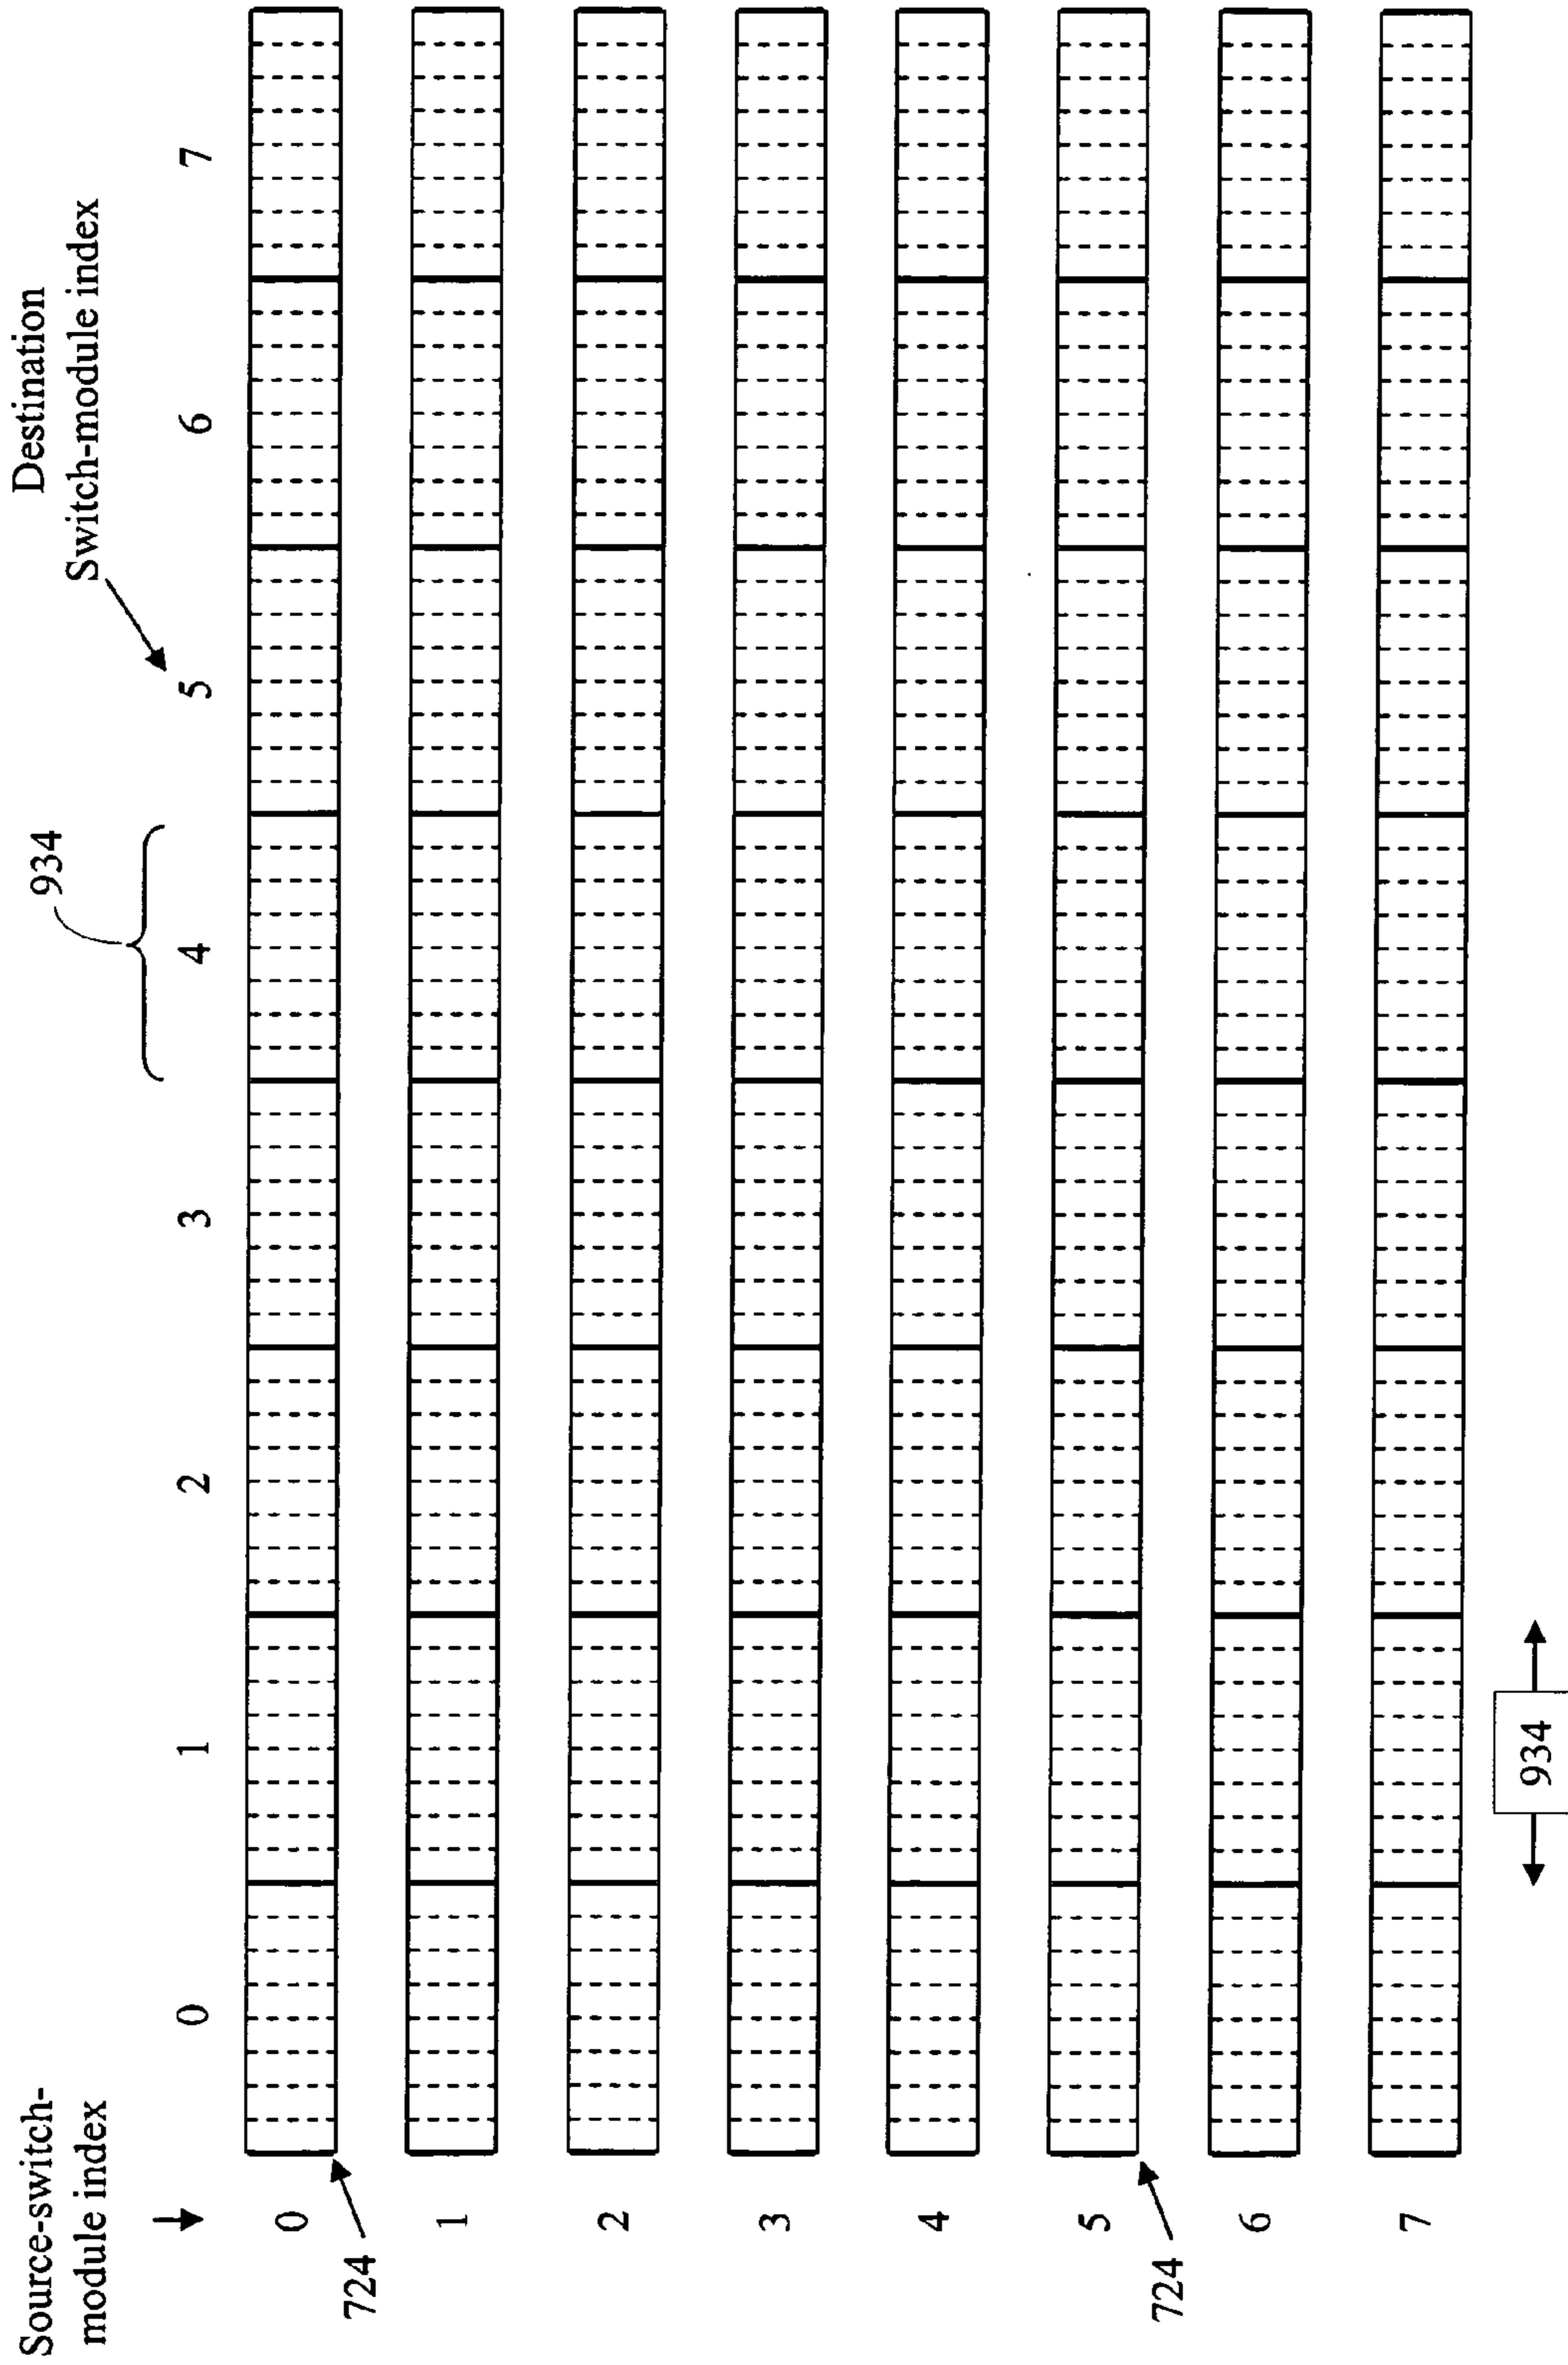 Destination
Switch-module index
934
Source-switch-
module index
0 1 2 3 4 5 6 7
0
724
1
2
3
4
5
724
6
7
934